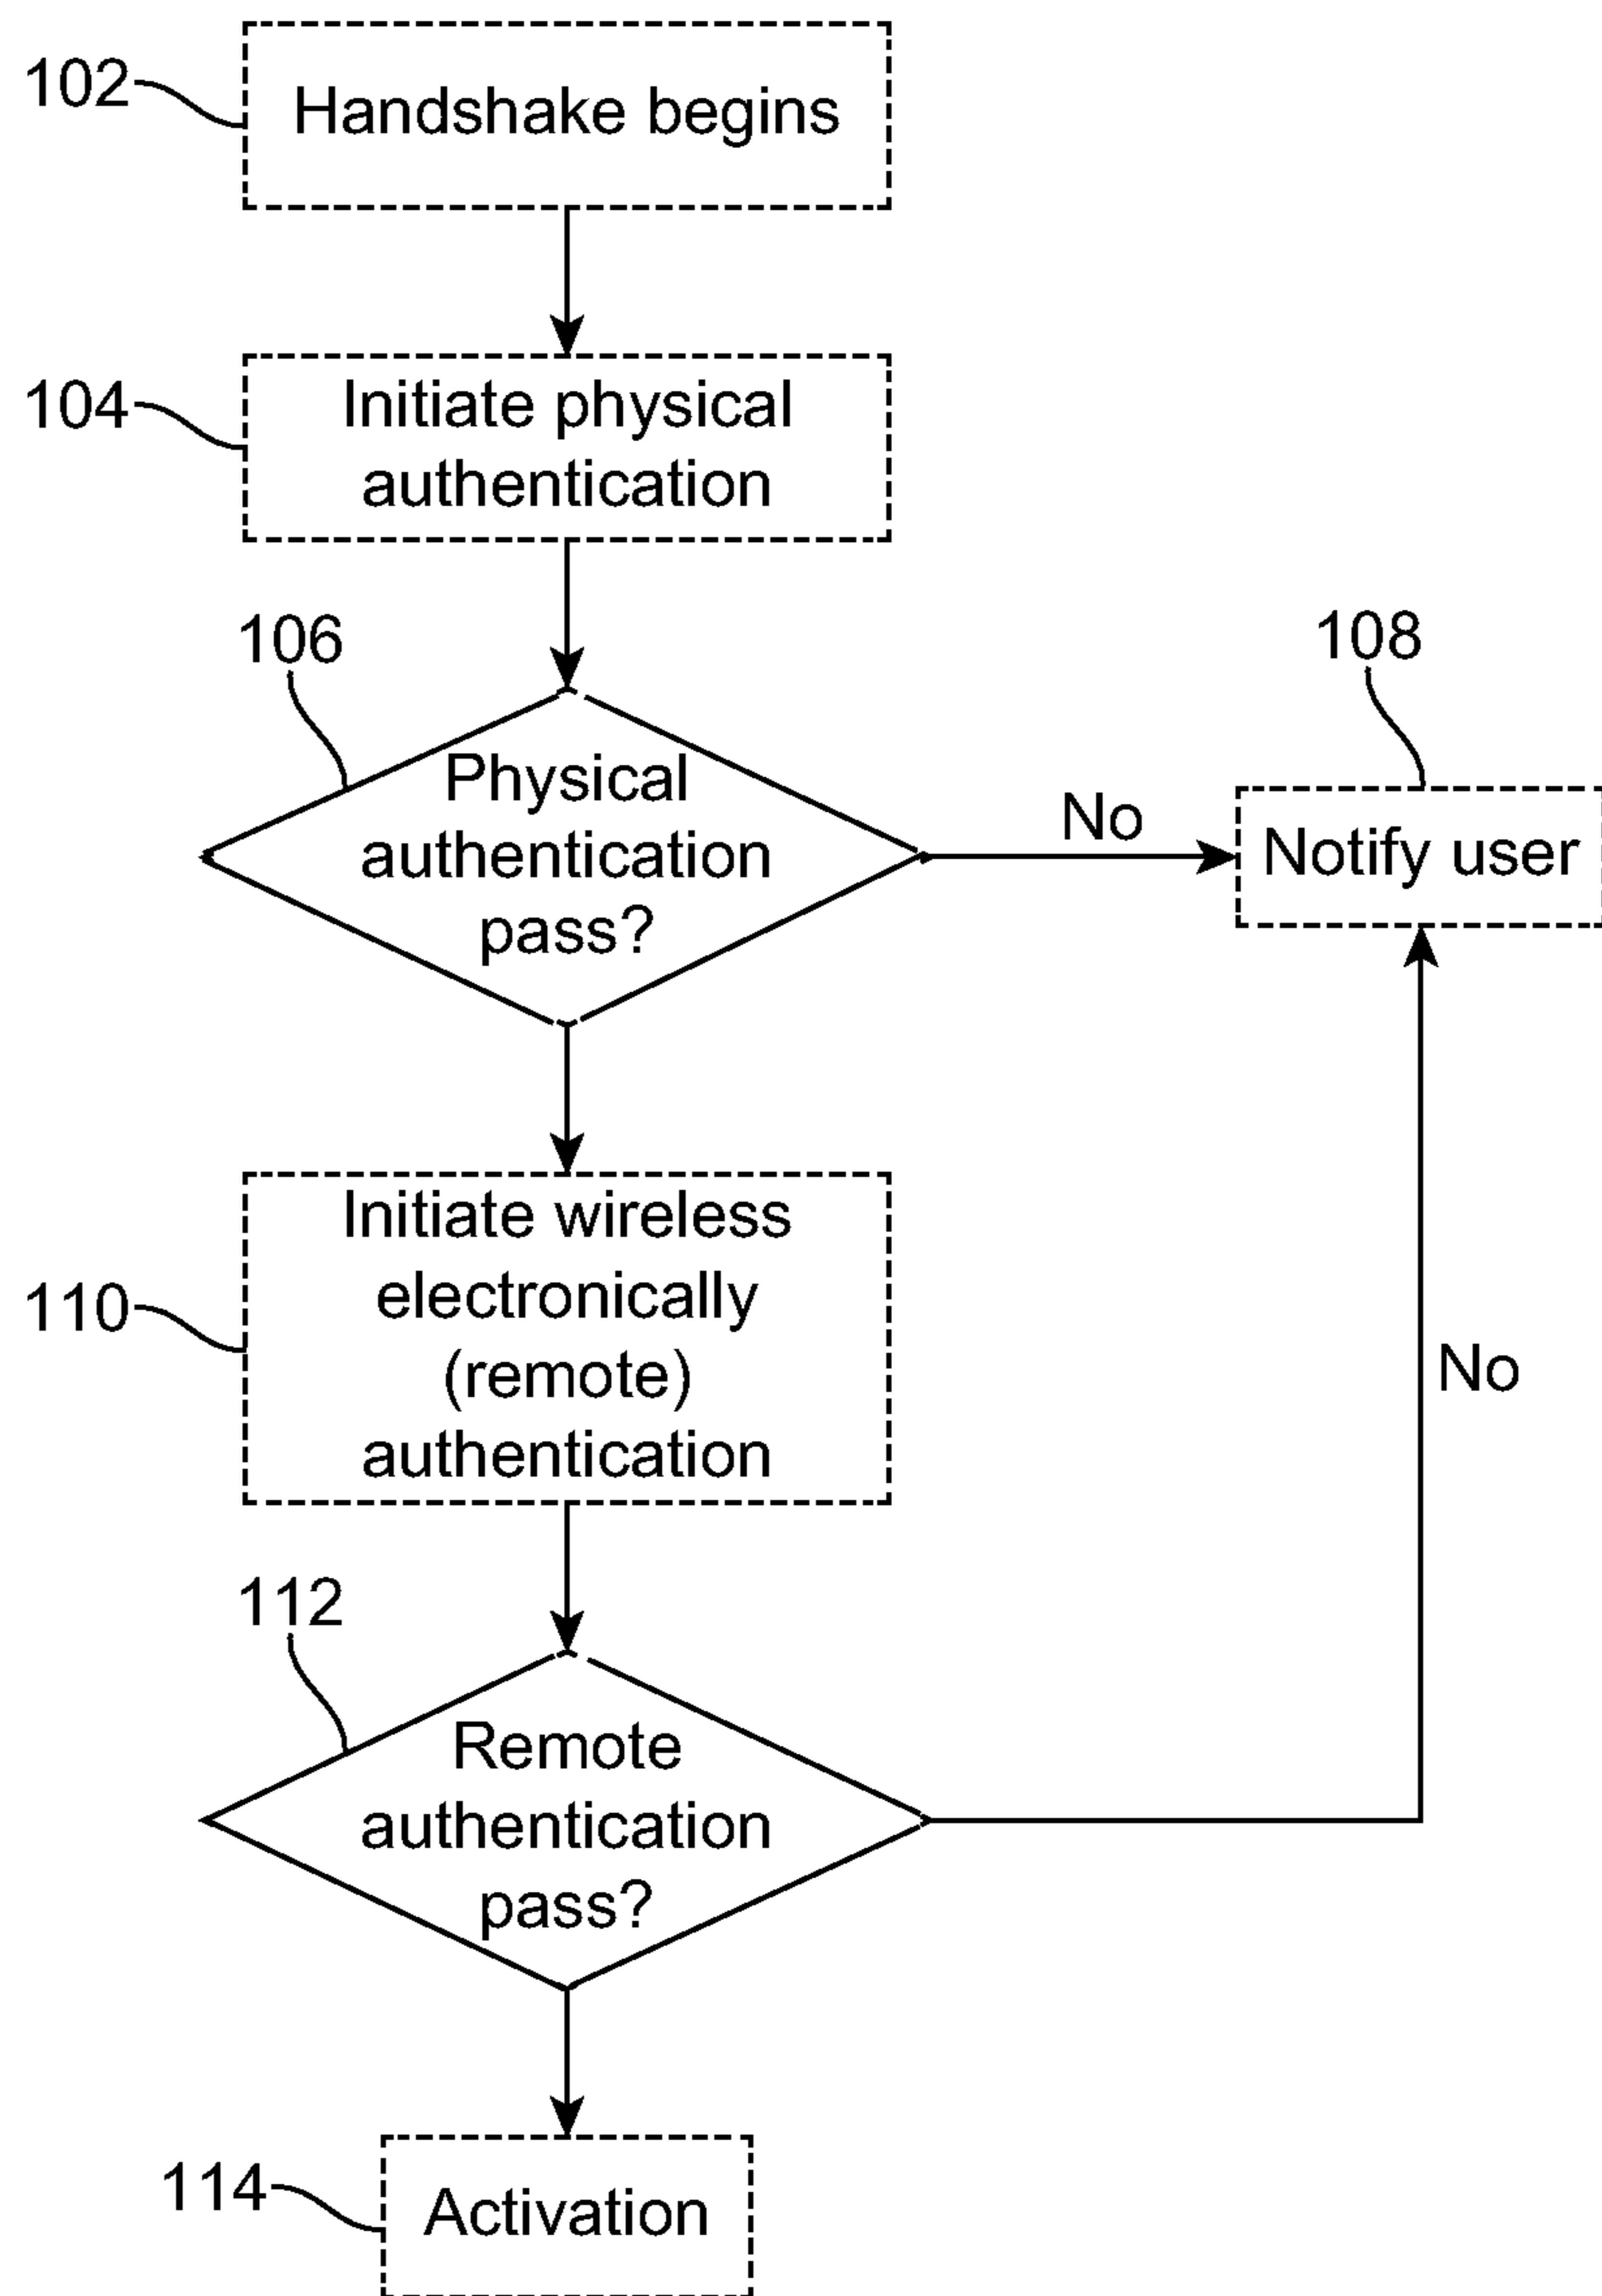 102
Handshake begins
104
Initiate physical
authentication
106
Physical
authentication
pass?
No
108
Notify user
110
Initiate wireless
electronically
(remote)
authentication
No
112
Remote
authentication
pass?
114
Activation